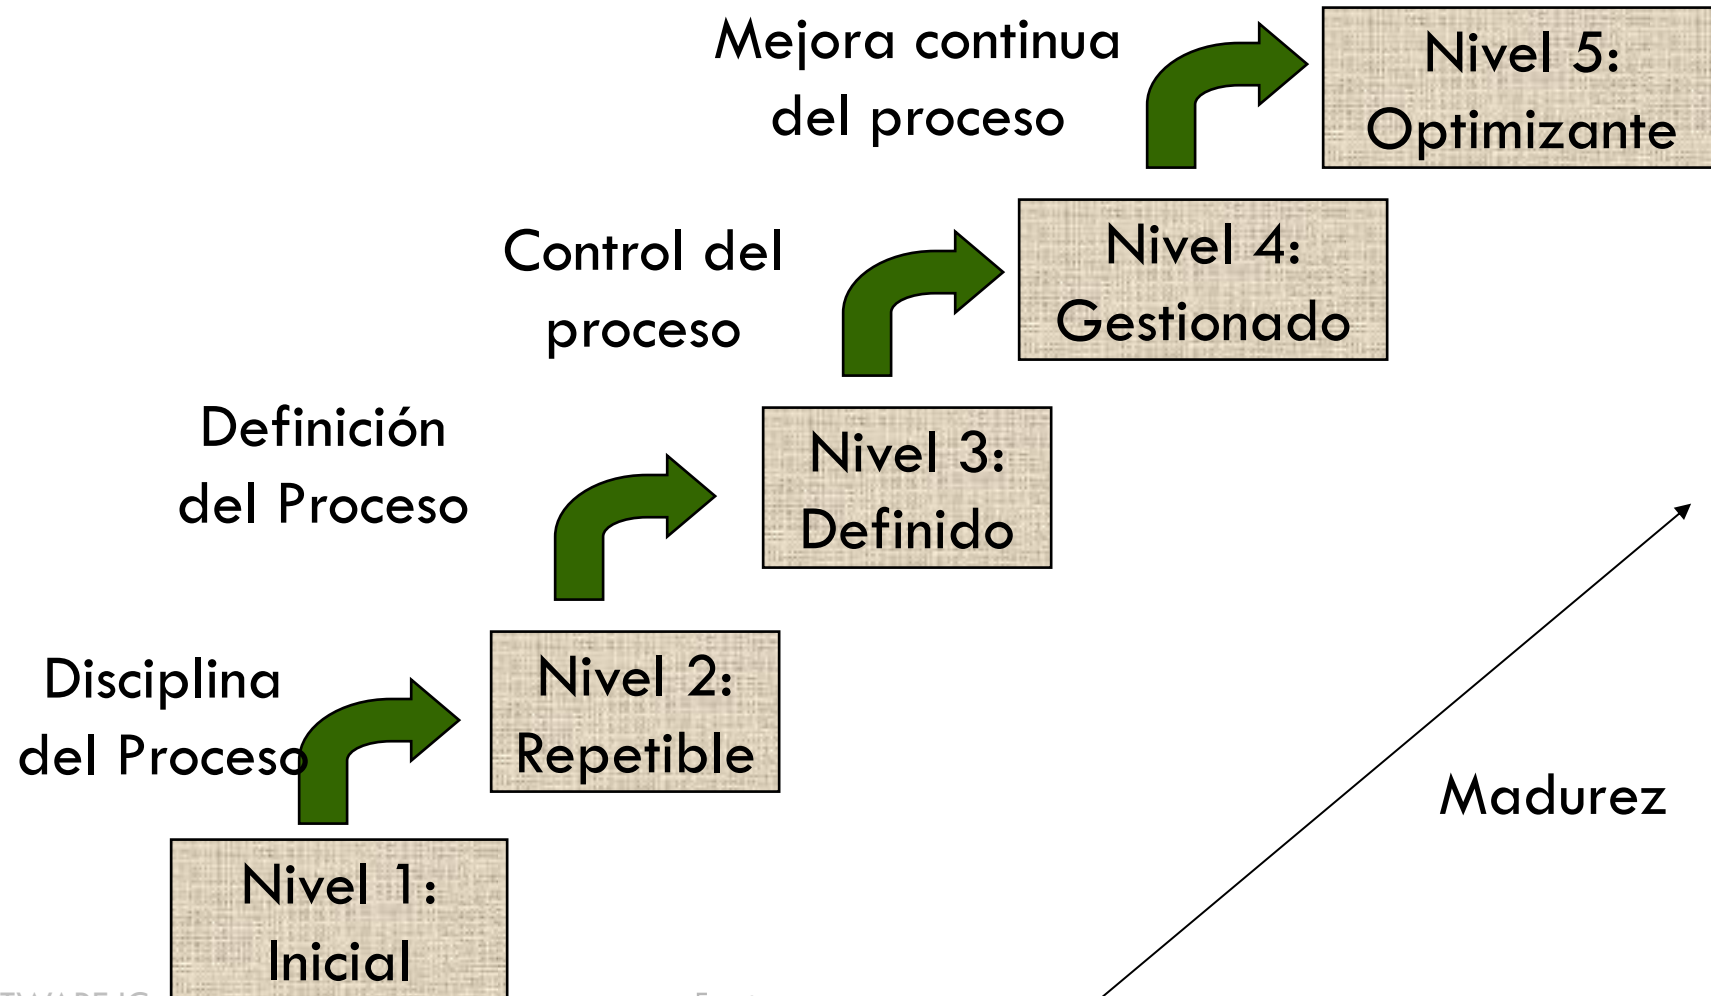 Mejora continua
del proceso
Nivel 5:
Optimizante
Control del
proceso
Nivel 4:
Gestionado
Definición
del Proceso
Nivel 3:
Definido
Disciplina
del Proceso
Nivel 2:
Repetible
Madurez
Nivel 1:
Inicial